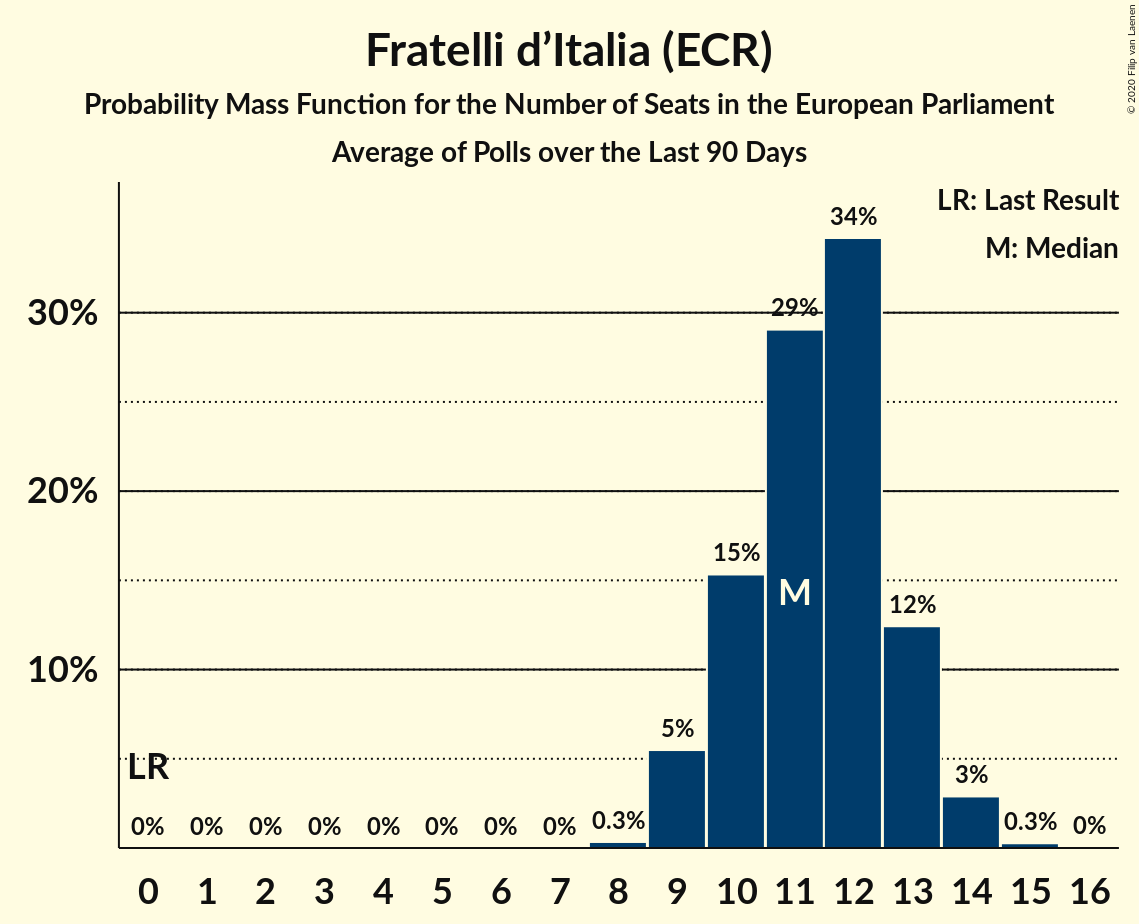 Fratelli d’Italia (ECR)
Probability Mass Function for the Number of Seats in the European Parliament
Average of Polls over the Last 90 Days
© 2020 Filip van Laenen
LR: Last Result
M: Median
34%
30%
29%
20%
15%
M
12%
10%
5%
LR
3%
0% 0% 0% 0% 0% 0% 0% 0% 0.3% 0.3% 0%
0 1 2 3 4 5 6 7 8 9 10 11 12 13 14 15 16